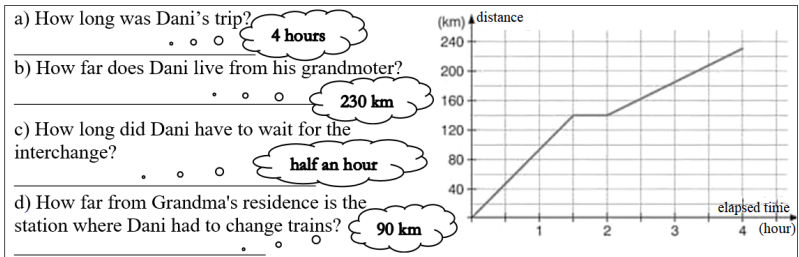 a) How long was Dani's trip?
4 hours
b) How far does Dani live from his grandmoter?
230 km
c) How long did Dani have to wait for the
interchange?
half an hour
d) How far from Grandma's residence is the
station where Dani had to change trains?
90 km
(km) distance
240
200
160
120
80
40
elapsed time
1 2 3 4 (hour)